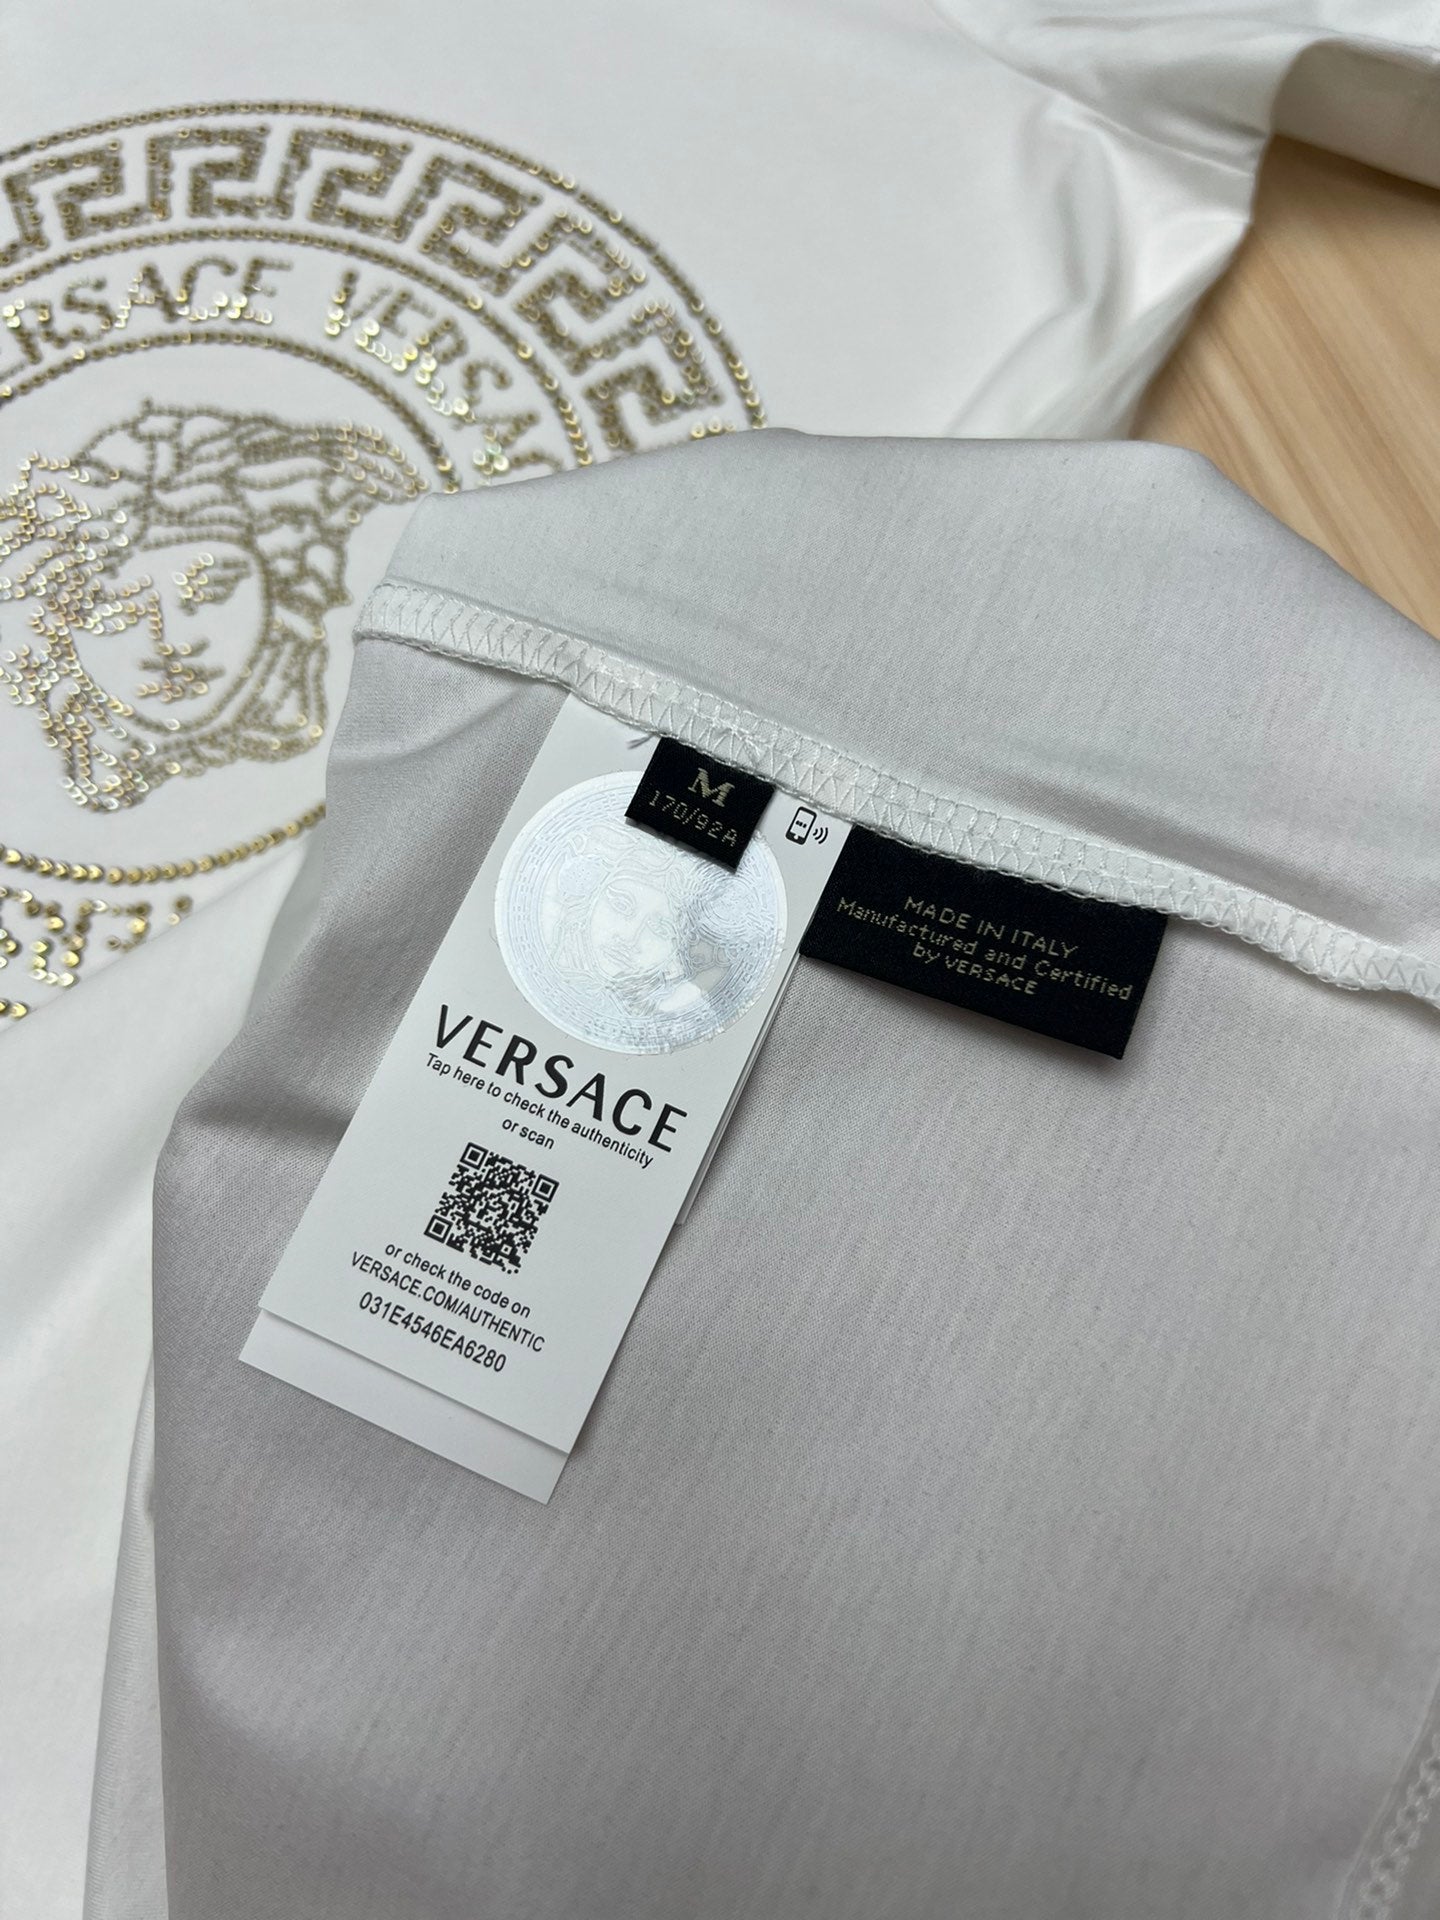 VERSACE VERSA
M
170/92A
MADE IN ITALY
Manufactured and Certified
by VERSACE
VERSACE
Tap here to check the authenticity
or scan
or check the code on
VERSACE.COM/AUTHENTIC
031E4546EA6280